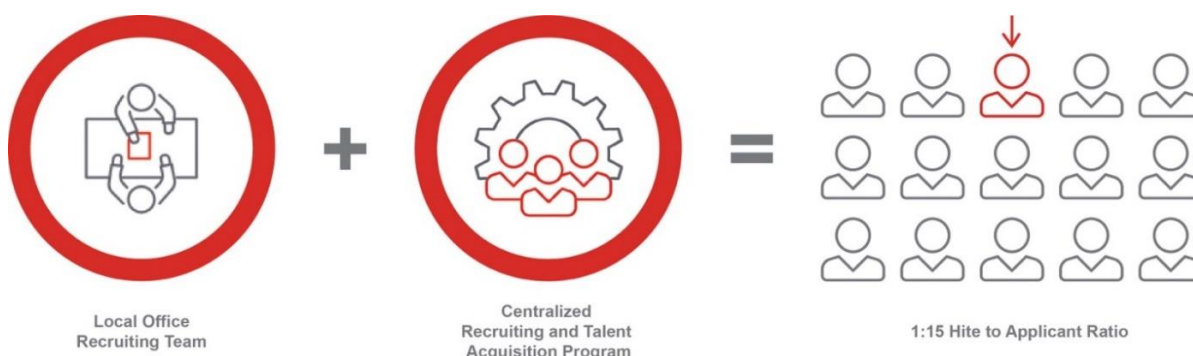 Local Office
Recruiting Team
Centralized
Recruiting and Talent
Acquisition Program
1:15 Hite to Applicant Ratio